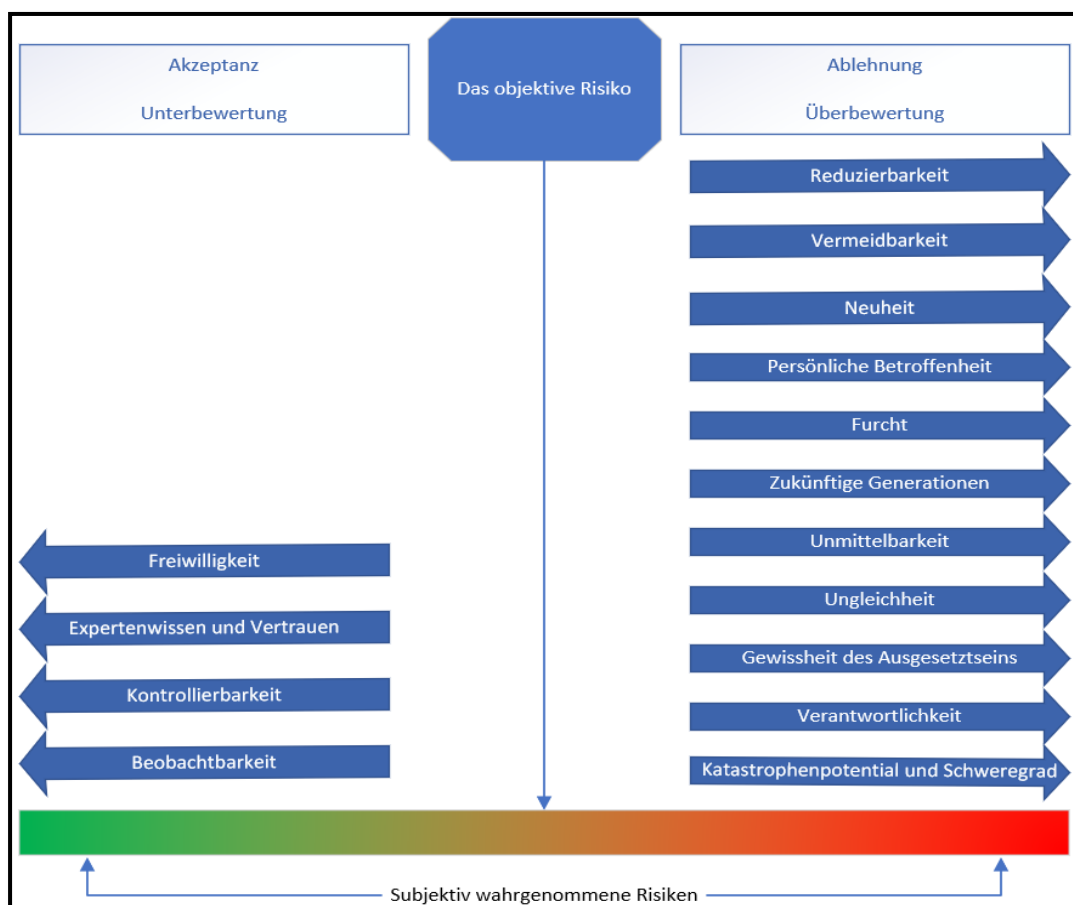 Akzeptanz
Unterbewertung
Das objektive Risiko
Ablehnung
Überbewertung
Reduzierbarkeit
Vermeidbarkeit
Neuheit
Persönliche Betroffenheit
Furcht
Zukünftige Generationen
Unmittelbarkeit
Ungleichheit
Gewissheit des Ausgesetztseins
Verantwortlichkeit
Katastrophenpotential und Schweregrad
Freiwilligkeit
Expertenwissen und Vertrauen
Kontrollierbarkeit
Beobachtbarkeit
Subjektiv wahrgenommene Risiken